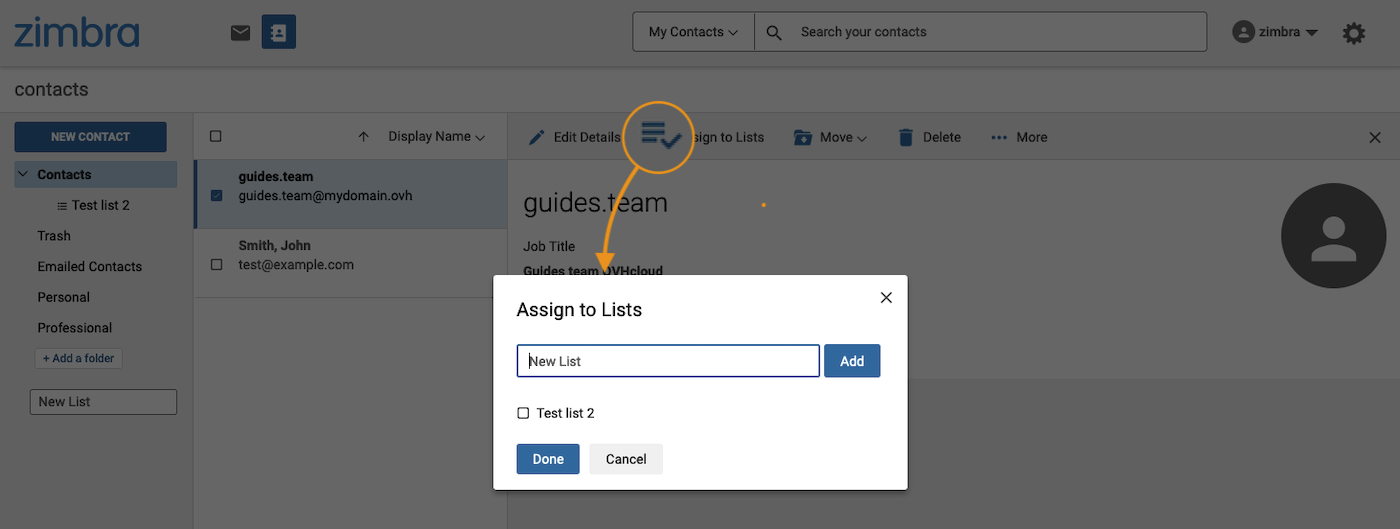 zimbra
My Contacts
Search your contacts
zimbra
contacts
NEW CONTACT
Contacts
Test list 2
Trash
Emailed Contacts
Personal
Professional
+ Add a folder
New List
Display Name
guides.team
guides.team@mydomain.ovh
Smith, John
test@example.com
Edit Details
sign to Lists
Move
Delete
More
guides.team
Job Title
Guides team OVHcloud
Assign to Lists
New List
Add
Test list 2
Done
Cancel